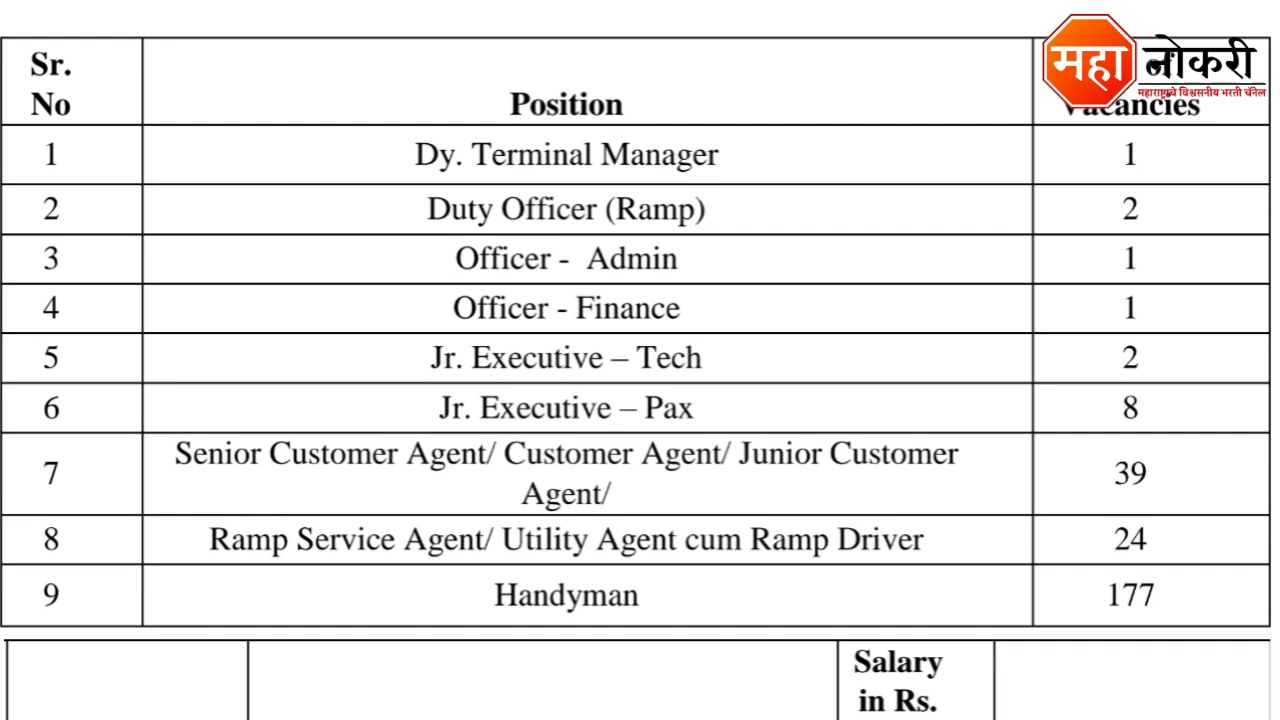 महा नोकरी
महाराष्ट्राचे विश्वसनीय भरती चॅनेल
Sr.
No
Position
Vacancies
1 Dy. Terminal Manager 1
2 Duty Officer (Ramp) 2
3 Officer - Admin 1
4 Officer - Finance 1
5 Jr. Executive – Tech 2
6 Jr. Executive – Pax 8
7 Senior Customer Agent/ Customer Agent/ Junior Customer
Agent/ 39
8 Ramp Service Agent/ Utility Agent cum Ramp Driver 24
9 Handyman 177
Salary
in Rs.